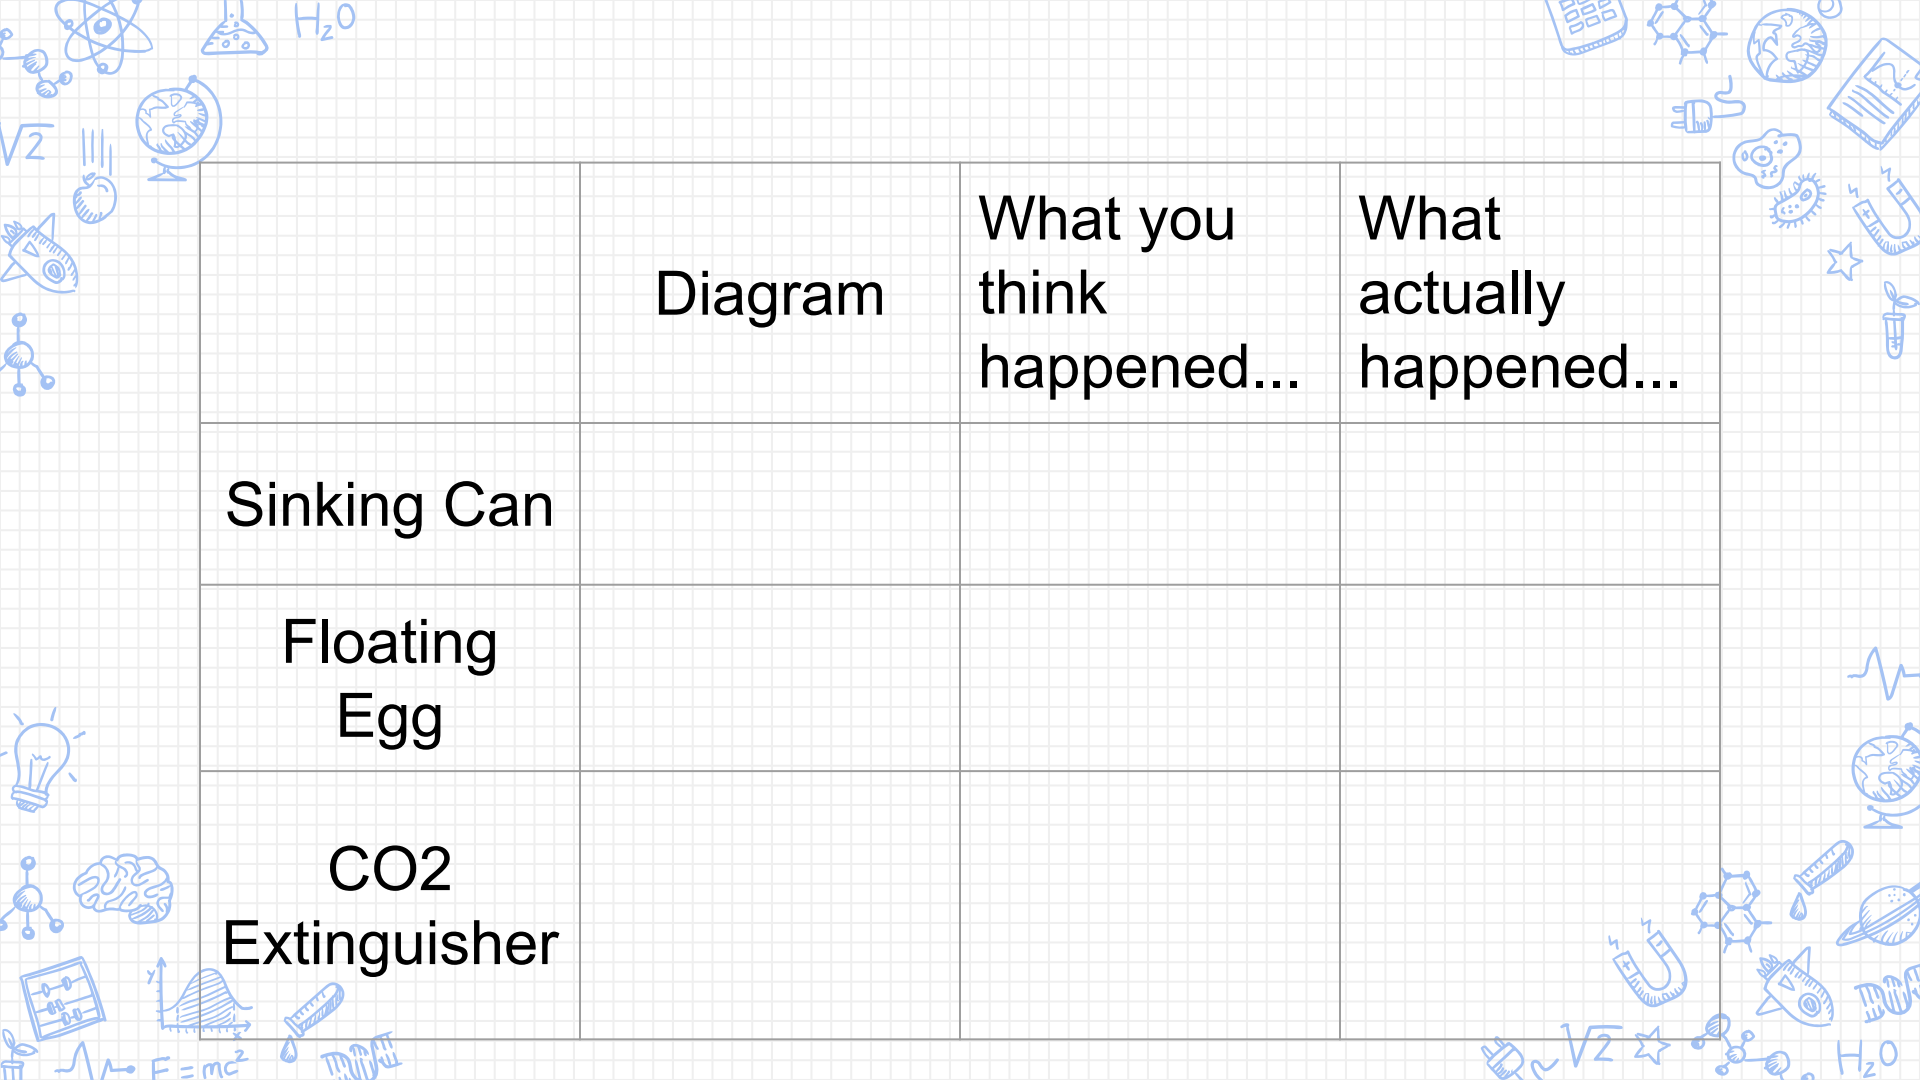 H₂O
√2
Diagram
What you
think
happened...
What
actually
happened...
Sinking Can
Floating
Egg
CO2
Extinguisher
y
x
F=mc²
√2
H₂O